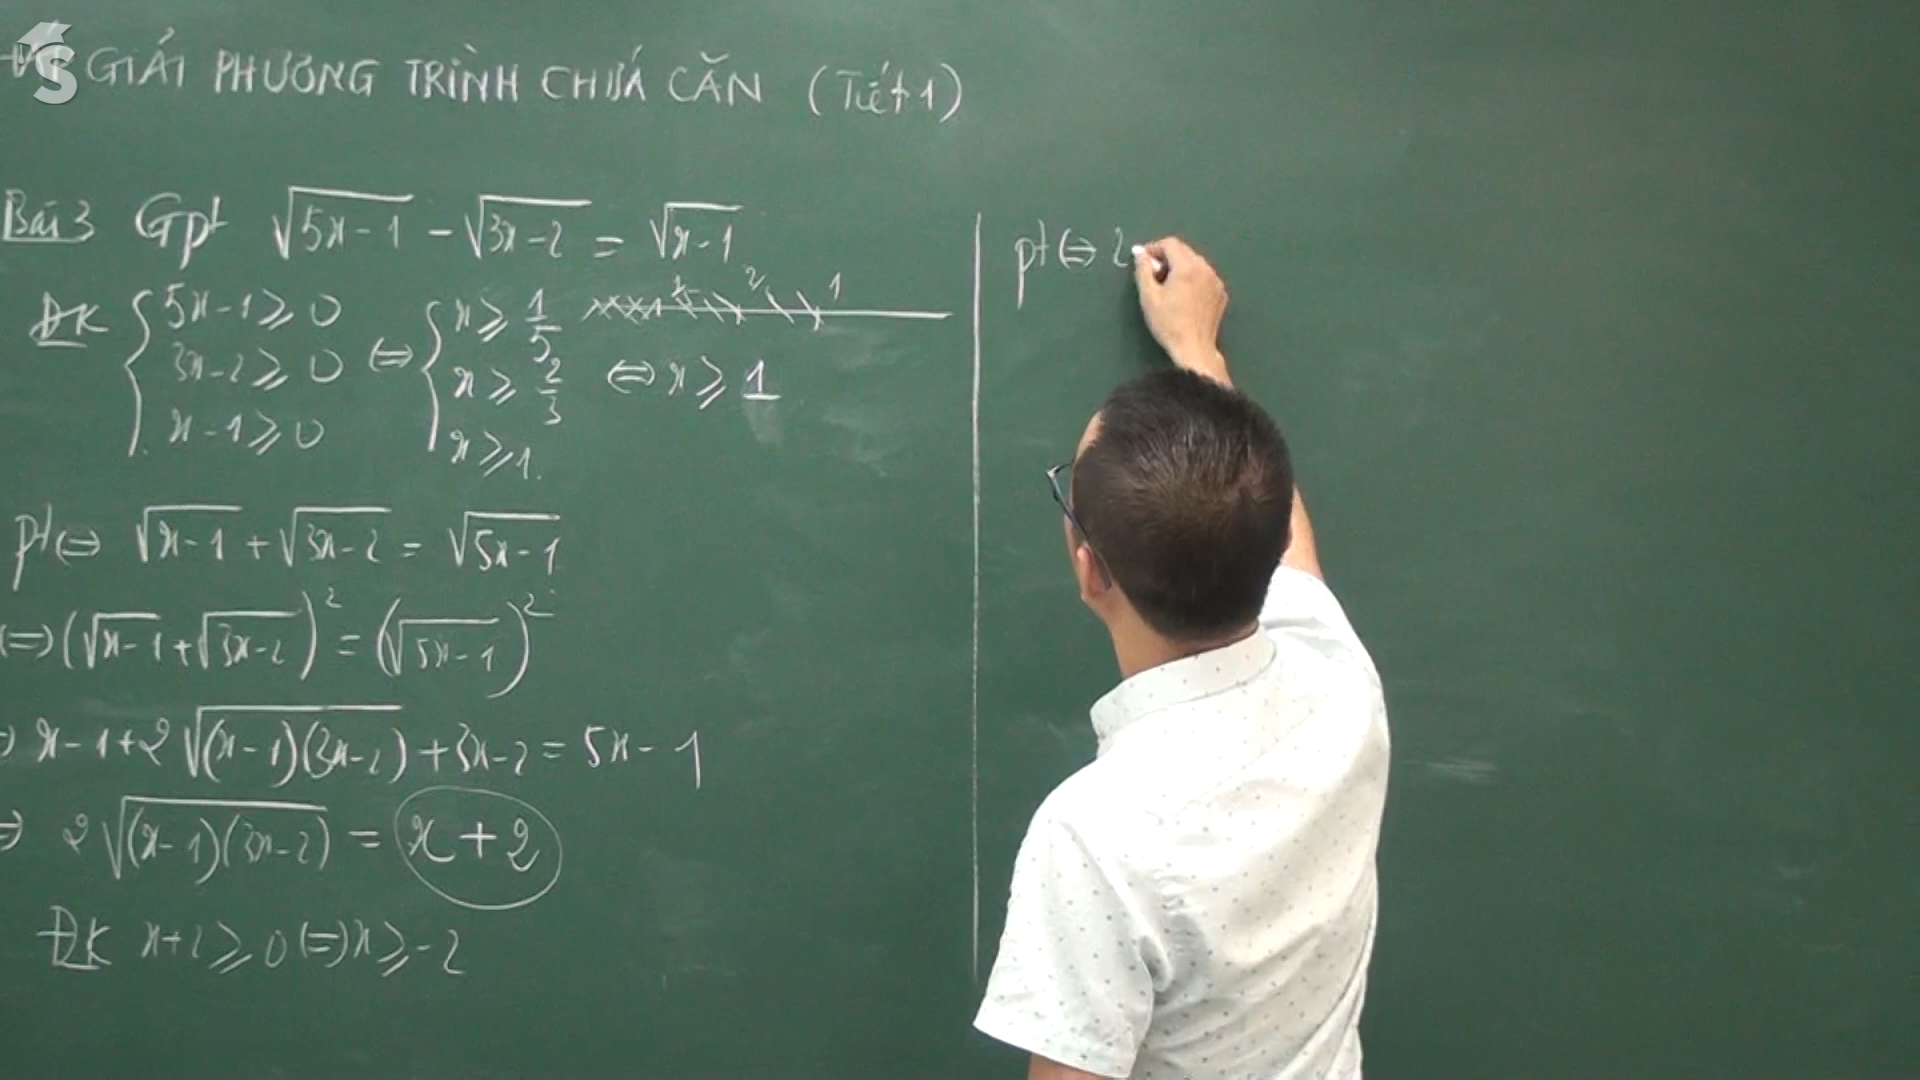 GIẢI PHƯƠNG TRÌNH CHỨA CĂN (Tiết 1)
Bài 3 Gpt √(5x-1) - √(3x-2) = √(x-1)
ĐK { 5x-1 ≥ 0 ⇔ { x ≥ 1/5
3x-2 ≥ 0 x ≥ 2/3 ⇔ x ≥ 1
x-1 ≥ 0 x ≥ 1.
1
pt ⇔ √(x-1) + √(3x-2) = √(5x-1)
⇔ (√(x-1) + √(3x-2))² = (√(5x-1))²
⇔ x-1+2√((x-1)(3x-2)) + 3x-2 = 5x-1
⇔ 2√((x-1)(3x-2)) = x+2
ĐK x+2 ≥ 0 ⇔ x ≥ -2
pt ⇔ 2